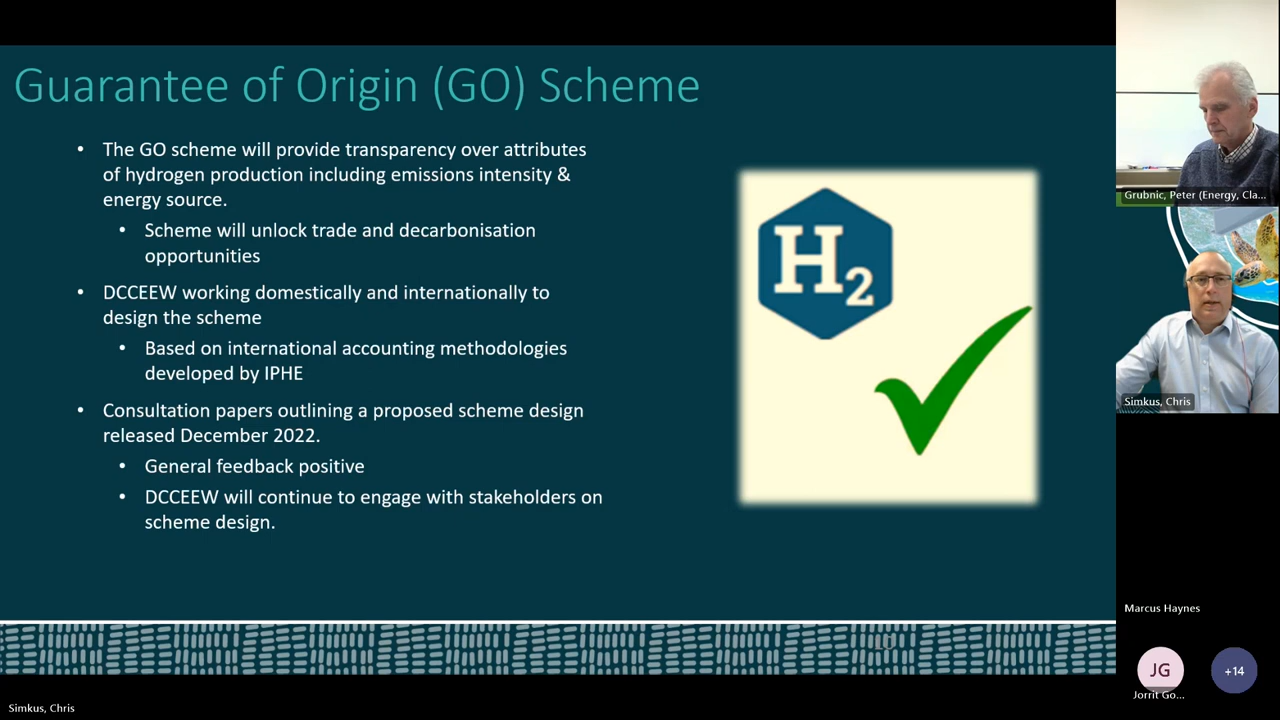 Guarantee of Origin (GO) Scheme
• The GO scheme will provide transparency over attributes
of hydrogen production including emissions intensity &
energy source.
• Scheme will unlock trade and decarbonisation
opportunities
• DCCEEW working domestically and internationally to
design the scheme
• Based on international accounting methodologies
developed by IPHE
• Consultation papers outlining a proposed scheme design
released December 2022.
• General feedback positive
• DCCEEW will continue to engage with stakeholders on
scheme design.
H2
10
Simkus, Chris
Grubnic, Peter (Energy, Cla...
Simkus, Chris
Marcus Haynes
JG
Jorrit Go...
+14